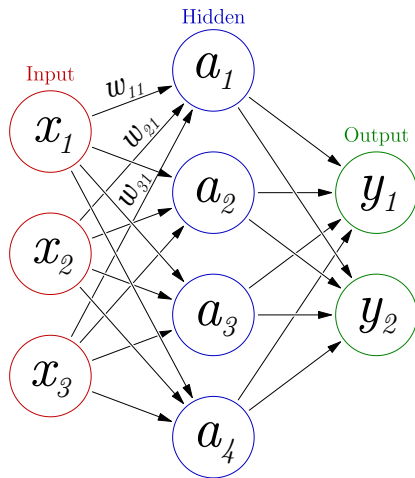 Hidden
Input
Output
w11
w21
w31
x1
x2
x3
a1
a2
a3
a4
y1
y2